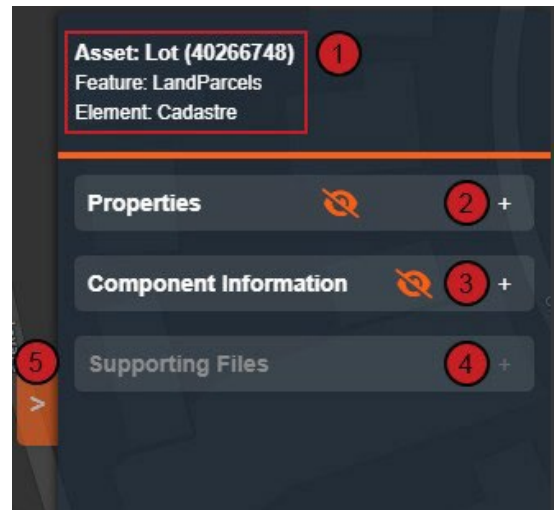 Asset: Lot (40266748) 1
Feature: LandParcels
Element: Cadastre
Properties 2 +
Component Information 3 +
Supporting Files 4 +
5
>